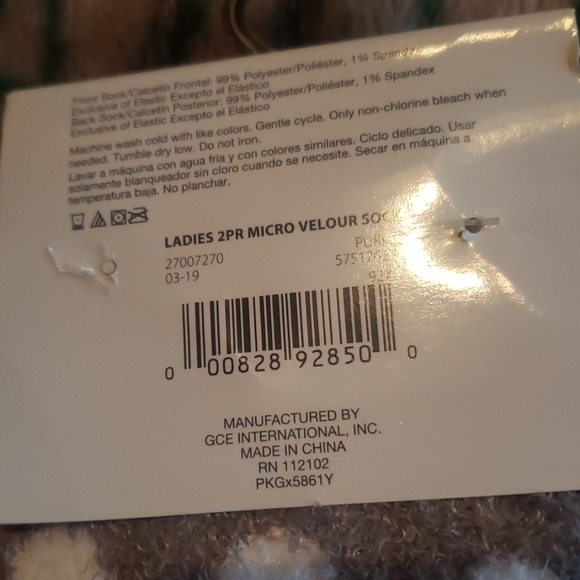 Front Sock/Calcetín Frontal: 99% Polyester/Poliéster, 1% Spandex
Exclusive of Elastic Excepto el Elástico
Back Sock/Calcetín Posterior: 99% Polyester/Poliéster, 1% Spandex
Exclusive of Elastic Excepto el Elástico
Machine wash cold with like colors. Gentle cycle. Only non-chlorine bleach when
needed. Tumble dry low. Do not iron.
Lavar a máquina con agua fria y con colores similares. Ciclo delicado. Usar
solamente blanqueador sin cloro cuando se necesite. Secar en máquina a
temperatura baja. No planchar.
LADIES 2PR MICRO VELOUR
27007270
03-19
0 00828 92850 0
MANUFACTURED BY
GCE INTERNATIONAL, INC.
MADE IN CHINA
RN 112102
PKGx5861Y